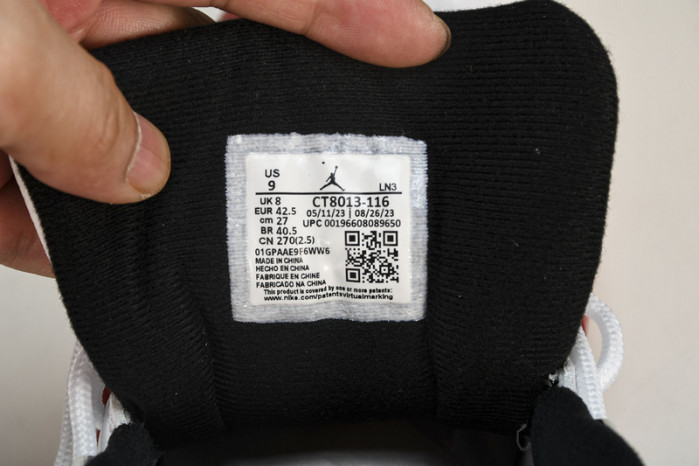 US
9
LN3
UK 8
EUR 42.5
cm 27
BR 40.5
CN 270(2.5)
CT8013-116
05/11/23 | 08/26/23
UPC 00196608089650
01GPAAE9F6WW6
MADE IN CHINA
HECHO EN CHINA
FABRIQUE EN CHINE
FABRICADO NA CHINA
This product is covered by one or more patents:
www.nike.com/patentsvirtualmarking